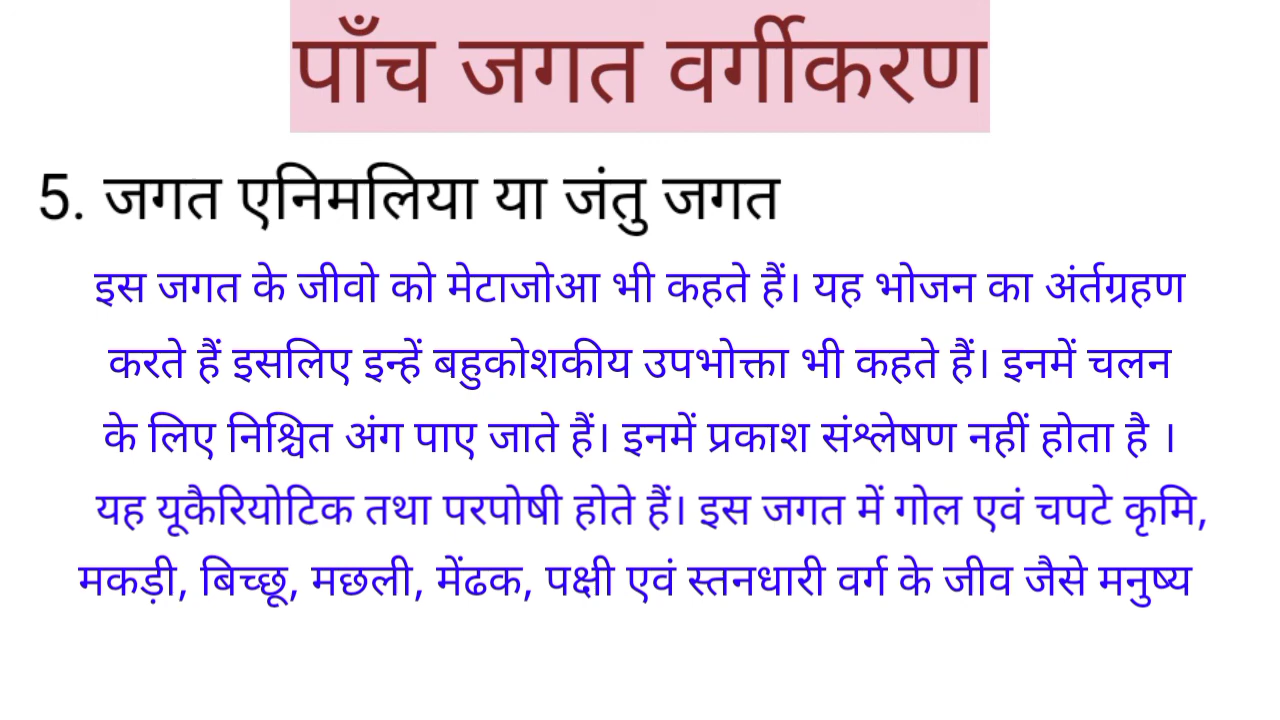 पाँच जगत वर्गीकरण
5. जगत एनिमलिया या जंतु जगत
इस जगत के जीवो को मेटाजोआ भी कहते हैं। यह भोजन का अंर्तग्रहण
करते हैं इसलिए इन्हें बहुकोशकीय उपभोक्ता भी कहते हैं। इनमें चलन
के लिए निश्चित अंग पाए जाते हैं। इनमें प्रकाश संश्लेषण नहीं होता है ।
यह यूकैरियोटिक तथा परपोषी होते हैं। इस जगत में गोल एवं चपटे कृमि,
मकड़ी, बिच्छू, मछली, मेंढक, पक्षी एवं स्तनधारी वर्ग के जीव जैसे मनुष्य